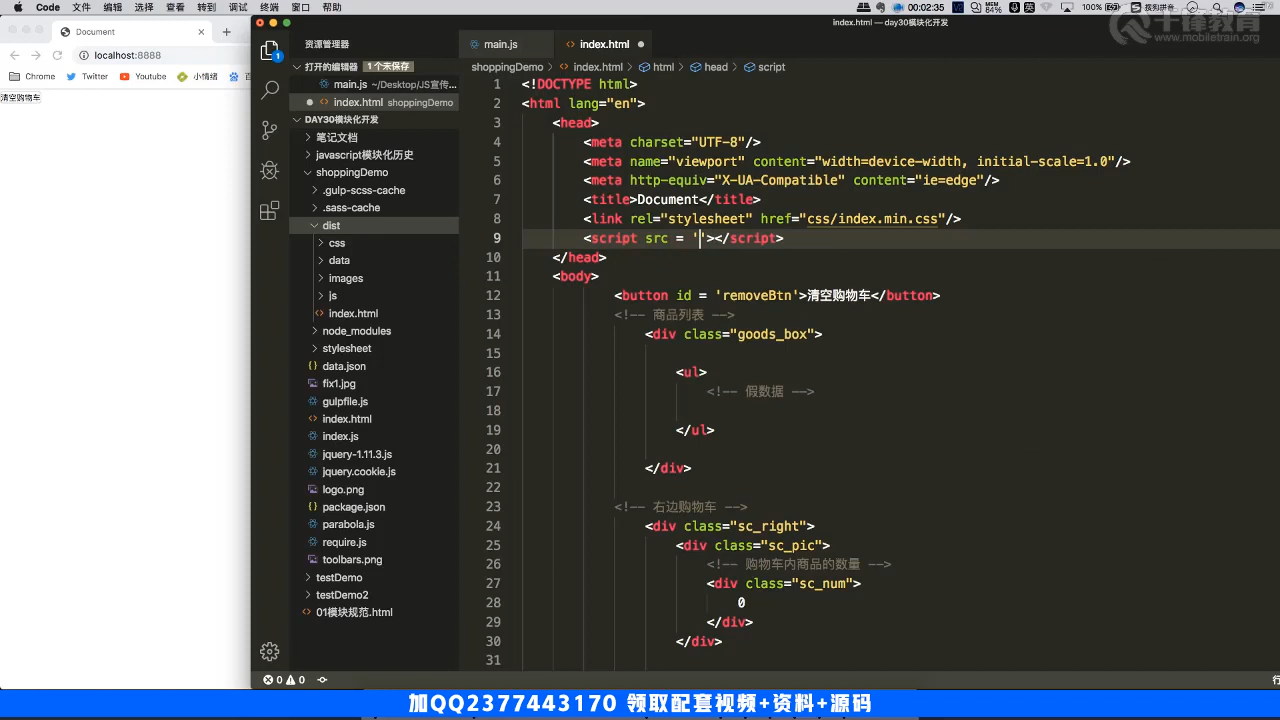 Code 文件 编辑 选择 查看 转到 调试 终端 窗口 帮助
00:02:35
100%
index.html — day30模块化开发
千锋教育
www.mobiletrain.org
Document
localhost:8888
Chrome Twitter Youtube 小情绪 百
清空购物车
资源管理器
打开的编辑器 1 个未保存
main.js ~/Desktop/JS宣传...
index.html shoppingDemo
DAY30模块化开发
笔记文档
javascript模块化历史
shoppingDemo
.gulp-scss-cache
.sass-cache
dist
css
data
images
js
index.html
node_modules
stylesheet
data.json
fix1.jpg
gulpfile.js
index.html
index.js
jquery-1.11.3.js
jquery.cookie.js
logo.png
package.json
parabola.js
require.js
toolbars.png
testDemo
testDemo2
01模块规范.html
main.js index.html
shoppingDemo > index.html > html > head > script
1 <!DOCTYPE html>
2 <html lang="en">
3 <head>
4 <meta charset="UTF-8"/>
5 <meta name="viewport" content="width=device-width, initial-scale=1.0"/>
6 <meta http-equiv="X-UA-Compatible" content="ie=edge"/>
7 <title>Document</title>
8 <link rel="stylesheet" href="css/index.min.css"/>
9 <script src = ''></script>
10 </head>
11 <body>
12 <button id = 'removeBtn'>清空购物车</button>
13 <!-- 商品列表 -->
14 <div class="goods_box">
15
16 <ul>
17 <!-- 假数据 -->
18
19 </ul>
20
21 </div>
22
23 <!-- 右边购物车 -->
24 <div class="sc_right">
25 <div class="sc_pic">
26 <!-- 购物车内商品的数量 -->
27 <div class="sc_num">
28 0
29 </div>
30 </div>
31
0 0
行
加QQ2377443170 领取配套视频+资料+源码